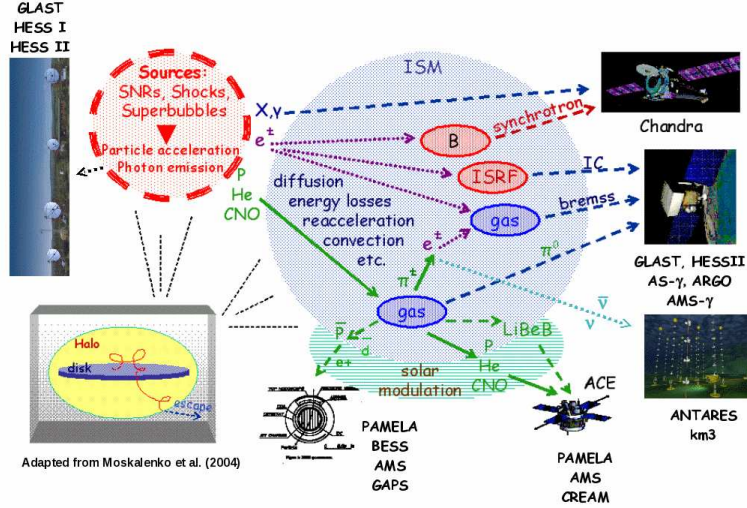 GLAST
HESS I
HESS II
Sources:
SNRs, Shocks,
Superbubbles
Particle acceleration
Photon emission
ISM
X,γ
e±
P
He
CNO
B
synchrotron
Chandra
ISRF
IC
diffusion
energy losses
reacceleration
convection
etc.
gas
bremss
e±
π±
π⁰
GLAST, HESSII
AS-γ, ARGO
AMS-γ
gas
ν̄
ν
p̄
d̄
e+
LiBeB
P
He
CNO
solar
modulation
ACE
ANTARES
km3
Halo
disk
escape
PAMELA
BESS
AMS
GAPS
PAMELA
AMS
CREAM
Adapted from Moskalenko et al. (2004)